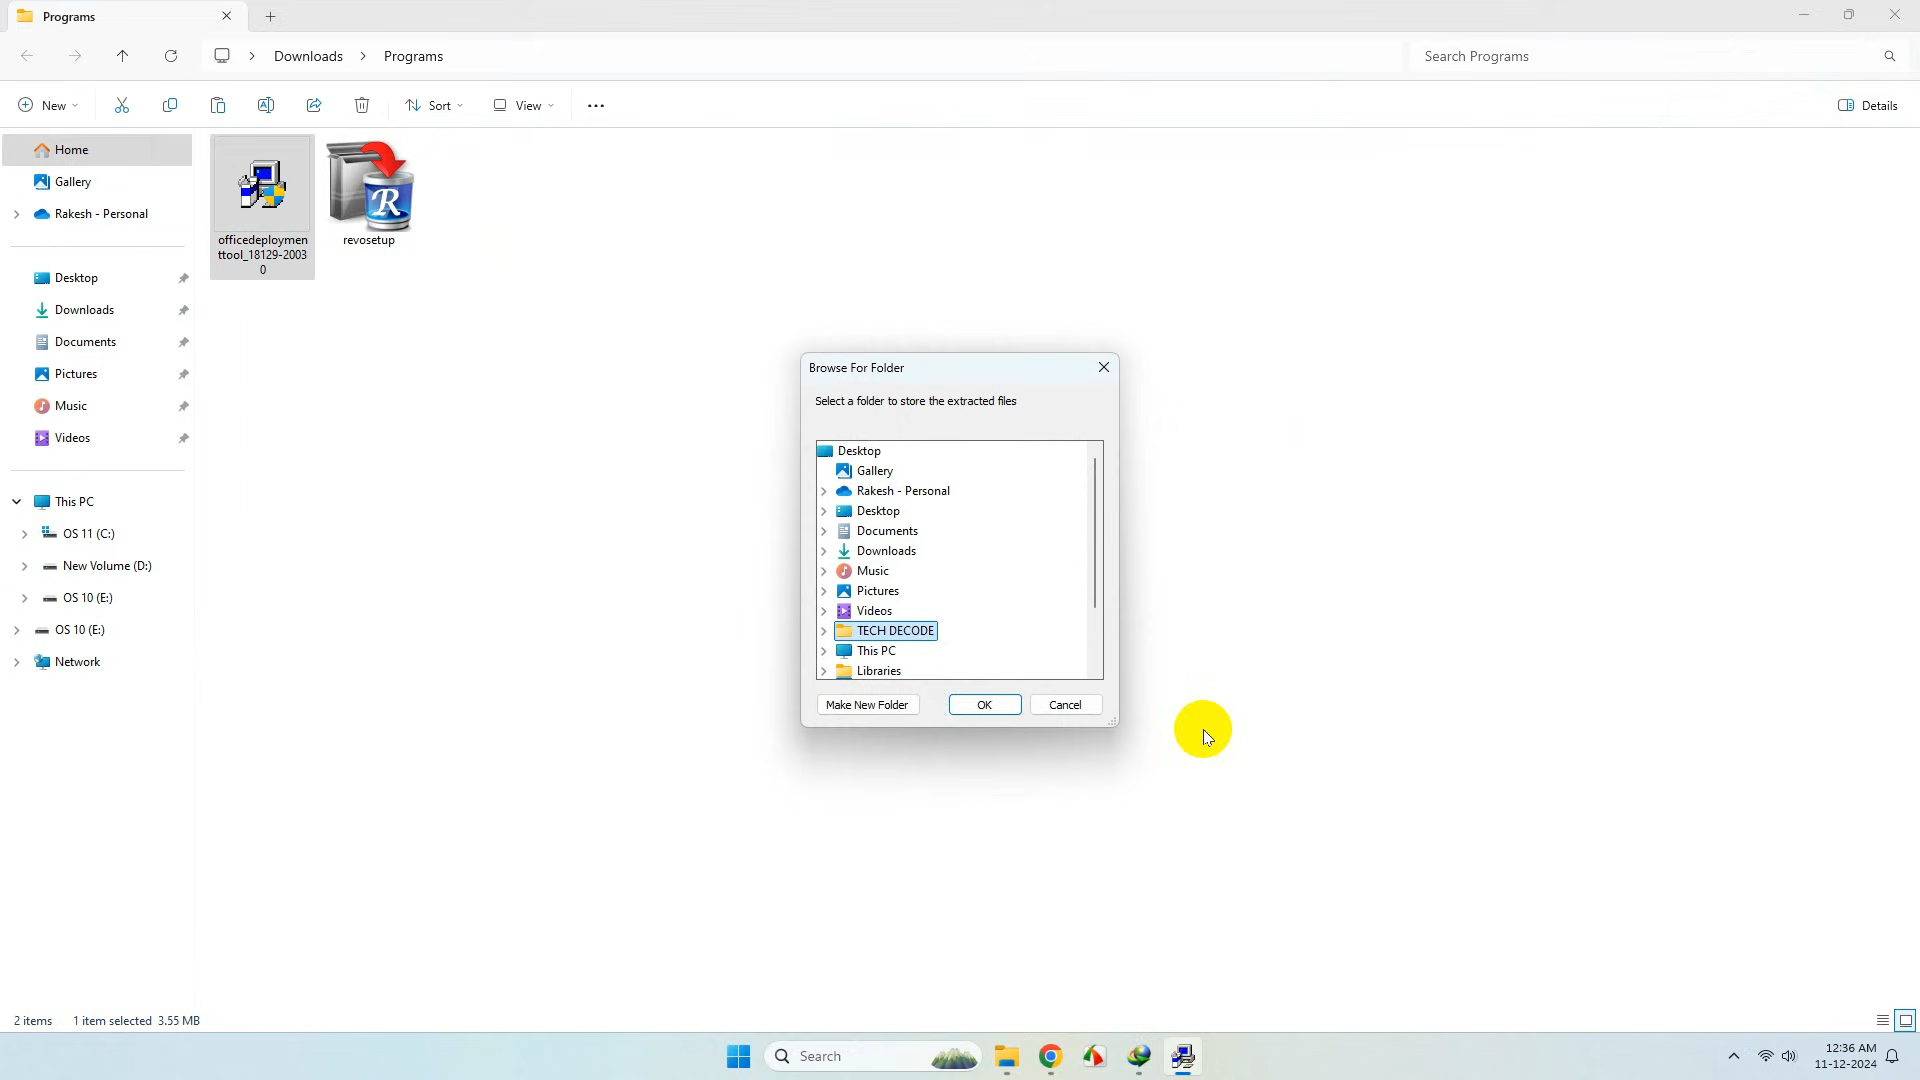 Programs
Downloads
Programs
Search Programs
New
Sort
View
Details
Home
Gallery
Rakesh - Personal
Desktop
Downloads
Documents
Pictures
Music
Videos
This PC
OS 11 (C:)
New Volume (D:)
OS 10 (E:)
OS 10 (E:)
Network
officedeploymen
ttool_18129-2003
0
R
revosetup
Browse For Folder
Select a folder to store the extracted files
Desktop
Gallery
Rakesh - Personal
Desktop
Documents
Downloads
Music
Pictures
Videos
TECH DECODE
This PC
Libraries
Make New Folder
OK
Cancel
2 items
1 item selected 3.55 MB
Search
12:36 AM
11-12-2024